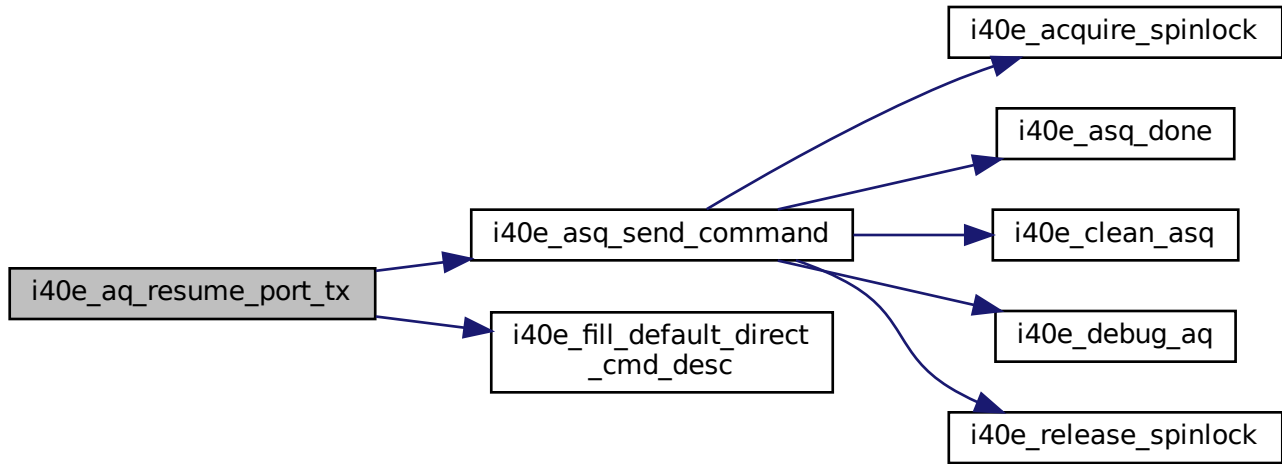 i40e_acquire_spinlock
i40e_asq_done
i40e_asq_send_command
i40e_clean_asq
i40e_aq_resume_port_tx
i40e_fill_default_direct
_cmd_desc
i40e_debug_aq
i40e_release_spinlock